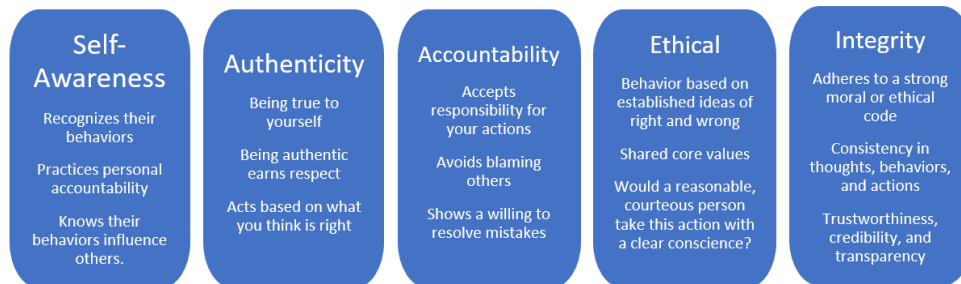 Self-
Awareness
Recognizes their
behaviors
Practices personal
accountability
Knows their
behaviors influence
others.
Authenticity
Being true to
yourself
Being authentic
earns respect
Acts based on what
you think is right
Accountability
Accepts
responsibility for
your actions
Avoids blaming
others
Shows a willing to
resolve mistakes
Ethical
Behavior based on
established ideas of
right and wrong
Shared core values
Would a reasonable,
courteous person
take this action with
a clear conscience?
Integrity
Adheres to a strong
moral or ethical
code
Consistency in
thoughts, behaviors,
and actions
Trustworthiness,
credibility, and
transparency